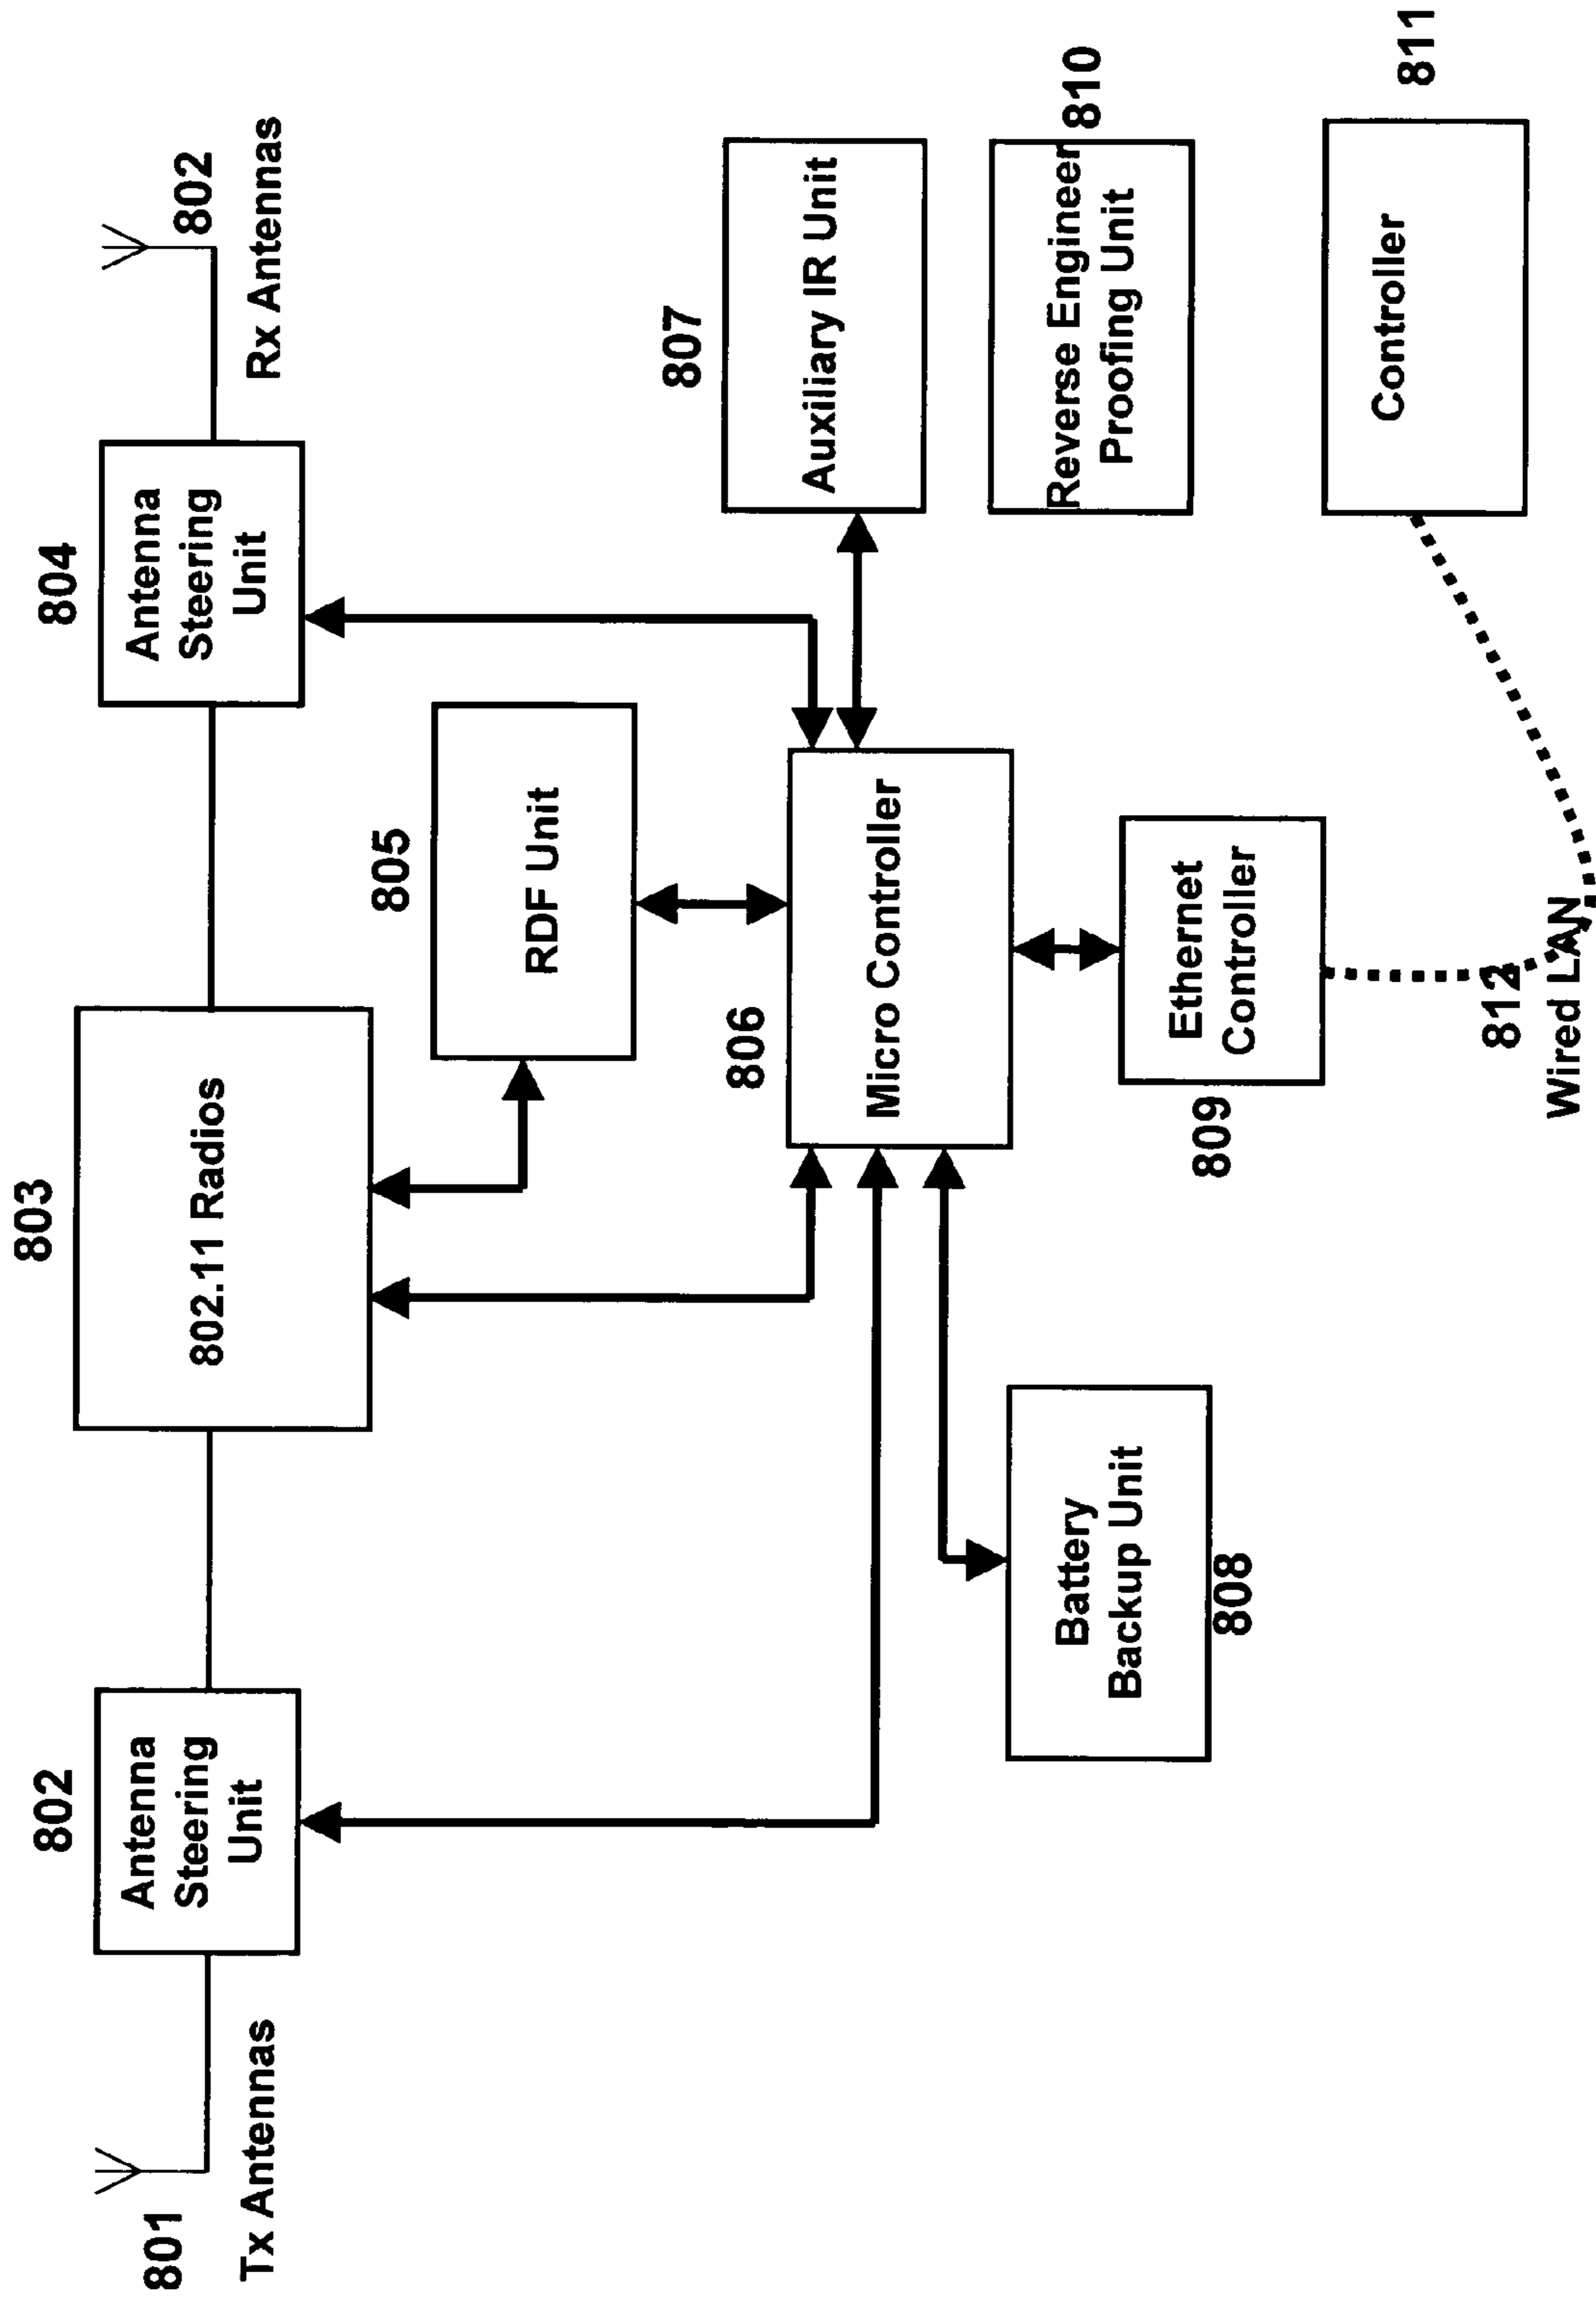 803
802
804
802
801
Antenna
Steering
Unit
802.11 Radios
Antenna
Steering
Unit
Tx Antennas
Rx Antennas
805
RDF Unit
806
807
Micro Controller
Auxiliary IR Unit
Battery
Backup Unit
808
809
Ethernet
Controller
Reverse Engineer
Proofing Unit
810
812
Wired LAN
Controller
811